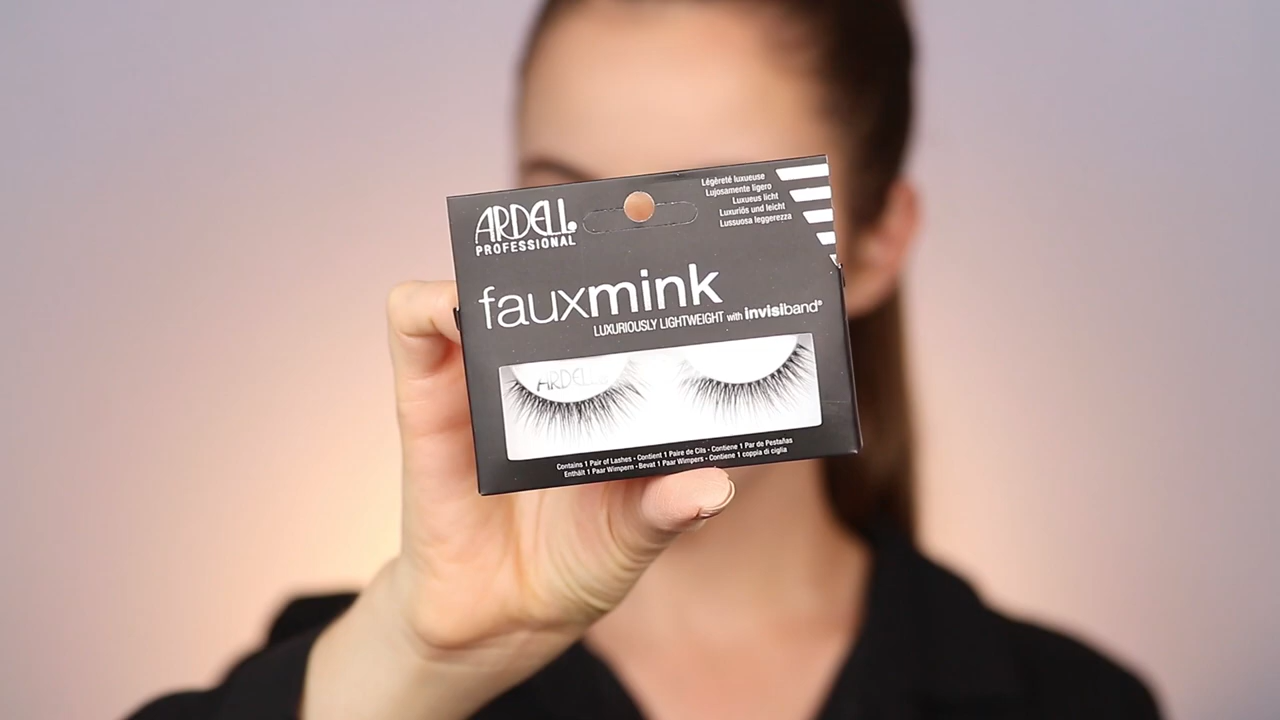 ARDELL
PROFESSIONAL
Légèreté luxueuse
Lujosamente ligero
Luxueus licht
Luxuriös und leicht
Lussuosa leggerezza
fauxmink
LUXURIOUSLY LIGHTWEIGHT with invisiband®
ARDELL
Contains 1 Pair of Lashes • Contient 1 Paire de Cils • Contiene 1 Par de Pestañas
Enthält 1 Paar Wimpern • Bevat 1 Paar Wimpers • Contiene 1 coppia di ciglia